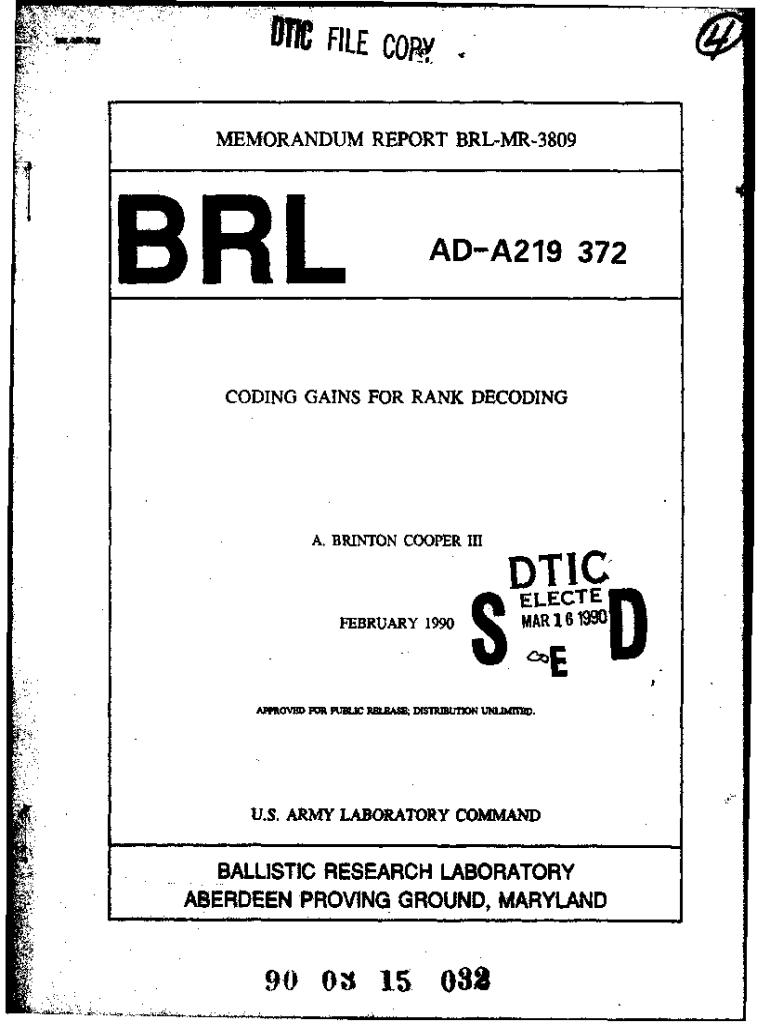 DTIC FILE COPY
4
MEMORANDUM REPORT BRL-MR-3809
BRL
AD-A219 372
CODING GAINS FOR RANK DECODING
A. BRINTON COOPER III
FEBRUARY 1990
DTIC
ELECTE
MAR 16 1990
S E D
APPROVED FOR PUBLIC RELEASE; DISTRIBUTION UNLIMITED.
U.S. ARMY LABORATORY COMMAND
BALLISTIC RESEARCH LABORATORY
ABERDEEN PROVING GROUND, MARYLAND
90 03 15 032